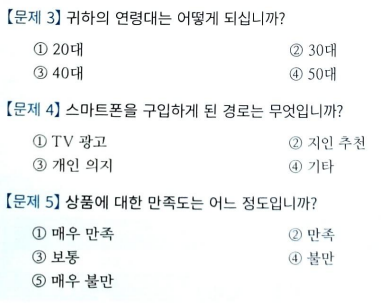 【문제 3】 귀하의 연령대는 어떻게 되십니까?
① 20대 ② 30대
③ 40대 ④ 50대
【문제 4】 스마트폰을 구입하게 된 경로는 무엇입니까?
① TV 광고 ② 지인 추천
③ 개인 의지 ④ 기타
【문제 5】 상품에 대한 만족도는 어느 정도입니까?
① 매우 만족 ② 만족
③ 보통 ④ 불만
⑤ 매우 불만